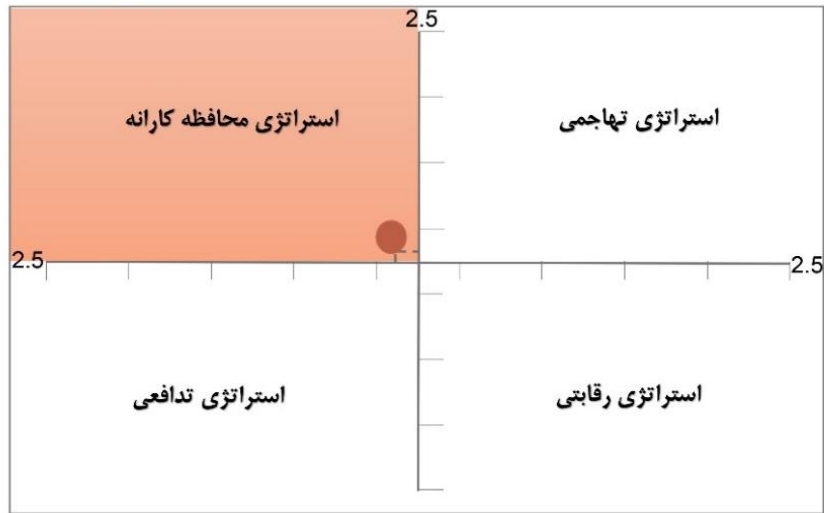 2.5
استراتژی تهاجمی
استراتژی محافظه کارانه
2.5
2.5
استراتژی رقابتی
استراتژی تدافعی